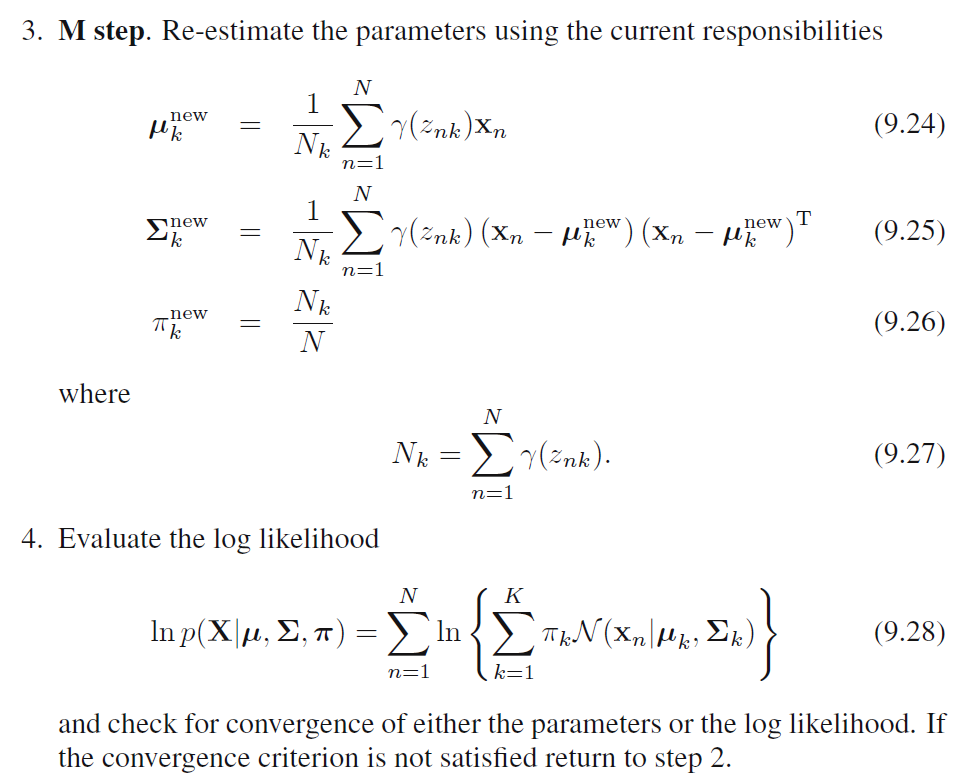 3. M step. Re-estimate the parameters using the current responsibilities
$\boldsymbol{\mu}_k^{\text{new}} = \frac{1}{N_k} \sum_{n=1}^{N} \gamma(z_{nk}) \mathbf{x}_n$ (9.24)
$\boldsymbol{\Sigma}_k^{\text{new}} = \frac{1}{N_k} \sum_{n=1}^{N} \gamma(z_{nk}) (\mathbf{x}_n - \boldsymbol{\mu}_k^{\text{new}}) (\mathbf{x}_n - \boldsymbol{\mu}_k^{\text{new}})^{\text{T}}$ (9.25)
$\pi_k^{\text{new}} = \frac{N_k}{N}$ (9.26)
where
$N_k = \sum_{n=1}^{N} \gamma(z_{nk}).$ (9.27)
4. Evaluate the log likelihood
$\ln p(\mathbf{X}|\boldsymbol{\mu}, \boldsymbol{\Sigma}, \boldsymbol{\pi}) = \sum_{n=1}^{N} \ln \left\{ \sum_{k=1}^{K} \pi_k \mathcal{N}(\mathbf{x}_n|\boldsymbol{\mu}_k, \boldsymbol{\Sigma}_k) \right\}$ (9.28)
and check for convergence of either the parameters or the log likelihood. If
the convergence criterion is not satisfied return to step 2.